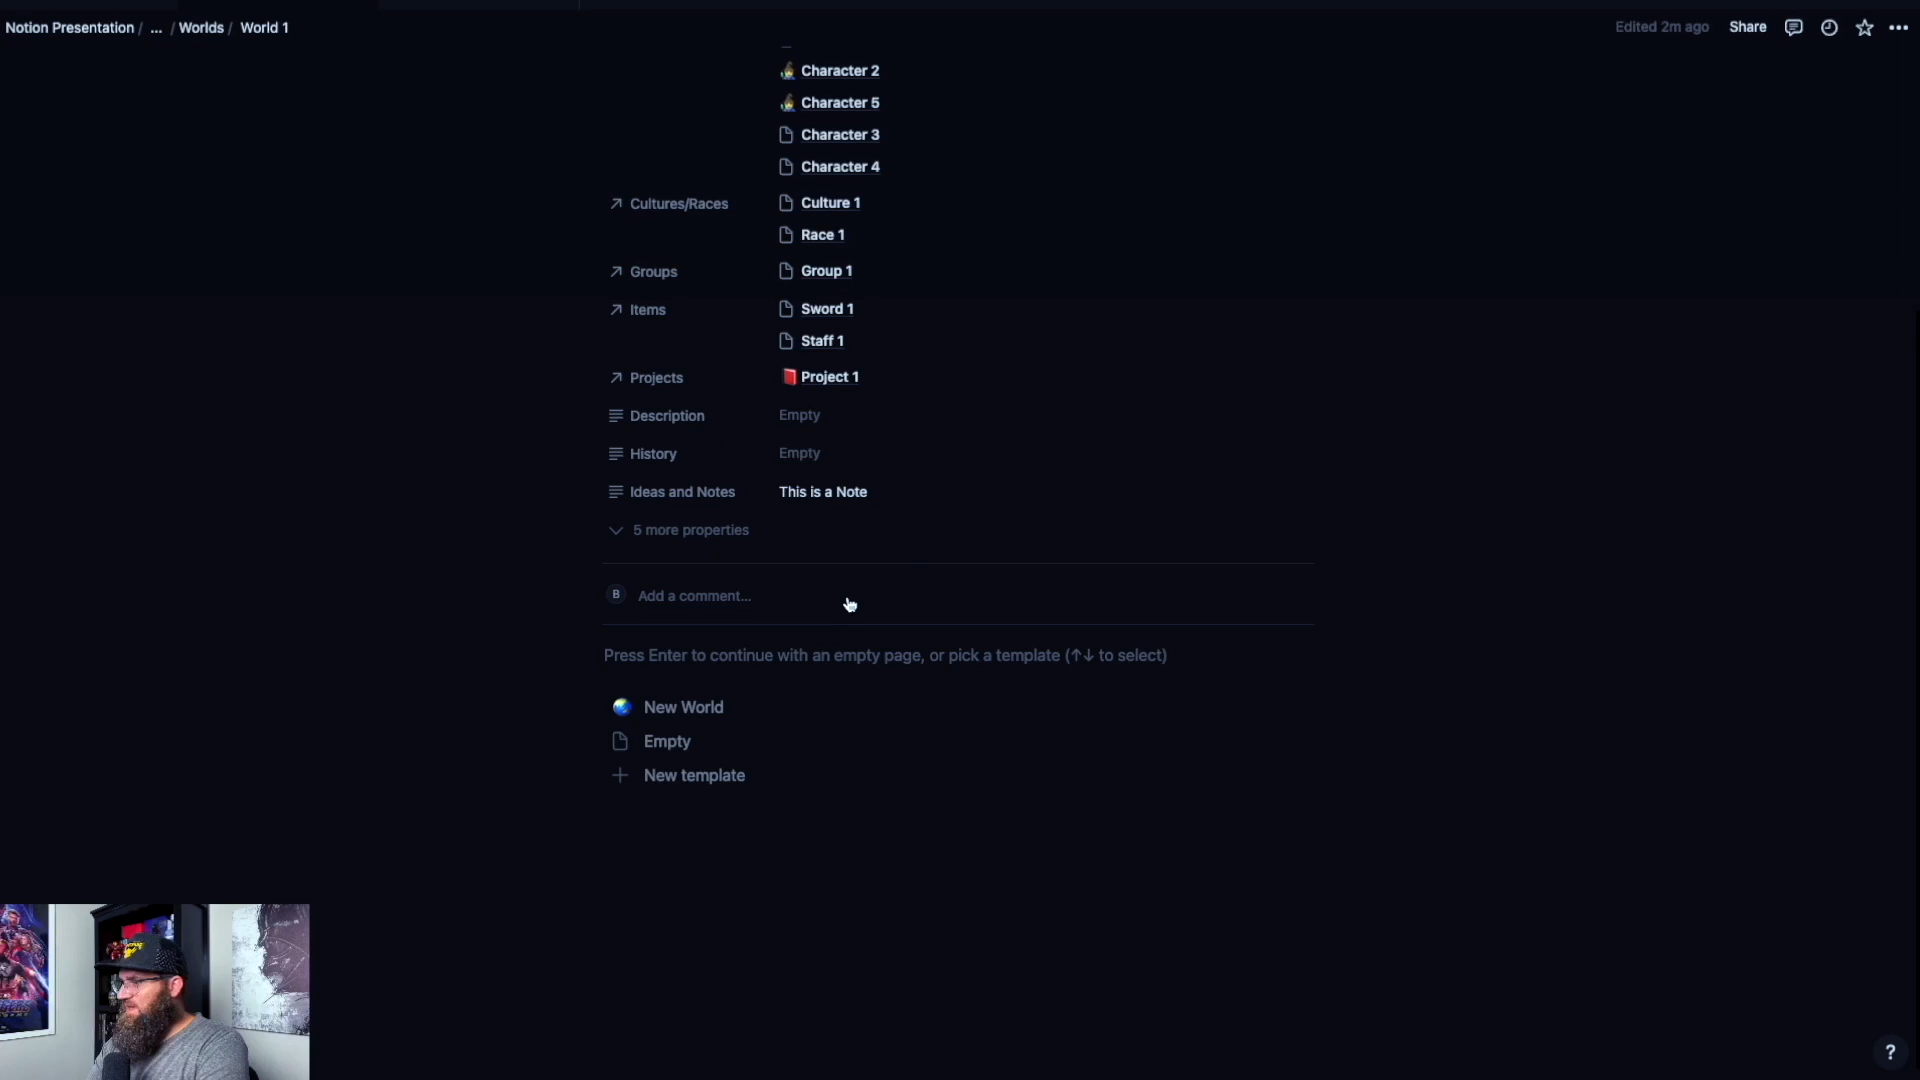 Notion Presentation / ... / Worlds / World 1
Edited 2m ago Share
Character 2
Character 5
Character 3
Character 4
Cultures/Races Culture 1
Race 1
Groups Group 1
Items Sword 1
Staff 1
Projects Project 1
Description Empty
History Empty
Ideas and Notes This is a Note
5 more properties
B Add a comment...
Press Enter to continue with an empty page, or pick a template (↑↓ to select)
New World
Empty
New template
?